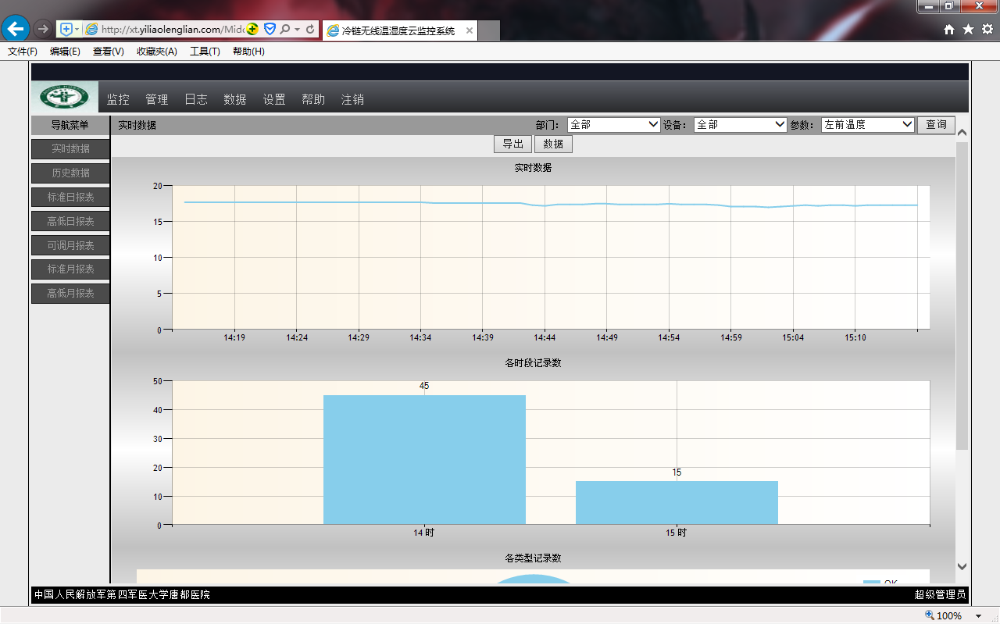 http://xt.yiliaolenglian.com/Mid
冷链无线温湿度云监控系统
文件(F) 编辑(E) 查看(V) 收藏夹(A) 工具(T) 帮助(H)
监控 管理 日志 数据 设置 帮助 注销
导航菜单
实时数据
历史数据
标准日报表
高低日报表
可调月报表
标准月报表
高低月报表
实时数据 部门： 全部 设备： 全部 参数： 左前温度 查询
导出 数据
实时数据
20
15
10
5
0
14:19 14:24 14:29 14:34 14:39 14:44 14:49 14:54 14:59 15:04 15:10
各时段记录数
50
40
30
20
10
0
45
15
14 时 15 时
各类型记录数
OK
中国人民解放军第四军医大学唐都医院 超级管理员
100%